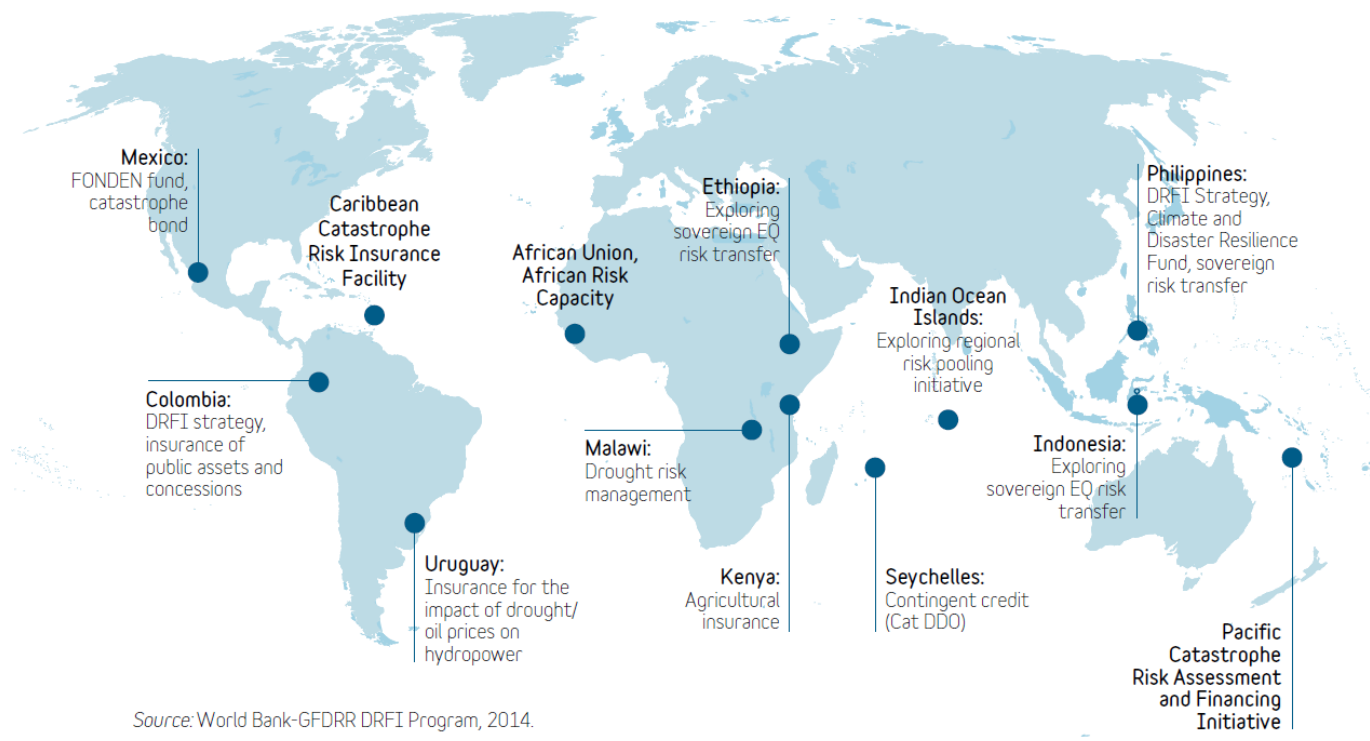 Mexico:
FONDEN fund,
catastrophe
bond
Caribbean
Catastrophe
Risk Insurance
Facility
African Union,
African Risk
Capacity
Ethiopia:
Exploring
sovereign EQ
risk transfer
Indian Ocean
Islands:
Exploring regional
risk pooling
initiative
Philippines:
DRFI Strategy,
Climate and
Disaster Resilience
Fund, sovereign
risk transfer
Colombia:
DRFI strategy,
insurance of
public assets and
concessions
Malawi:
Drought risk
management
Indonesia:
Exploring
sovereign EQ risk
transfer
Uruguay:
Insurance for the
impact of drought/
oil prices on
hydropower
Kenya:
Agricultural
insurance
Seychelles:
Contingent credit
(Cat DDO)
Pacific
Catastrophe
Risk Assessment
and Financing
Initiative
Source: World Bank-GFDRR DRFI Program, 2014.